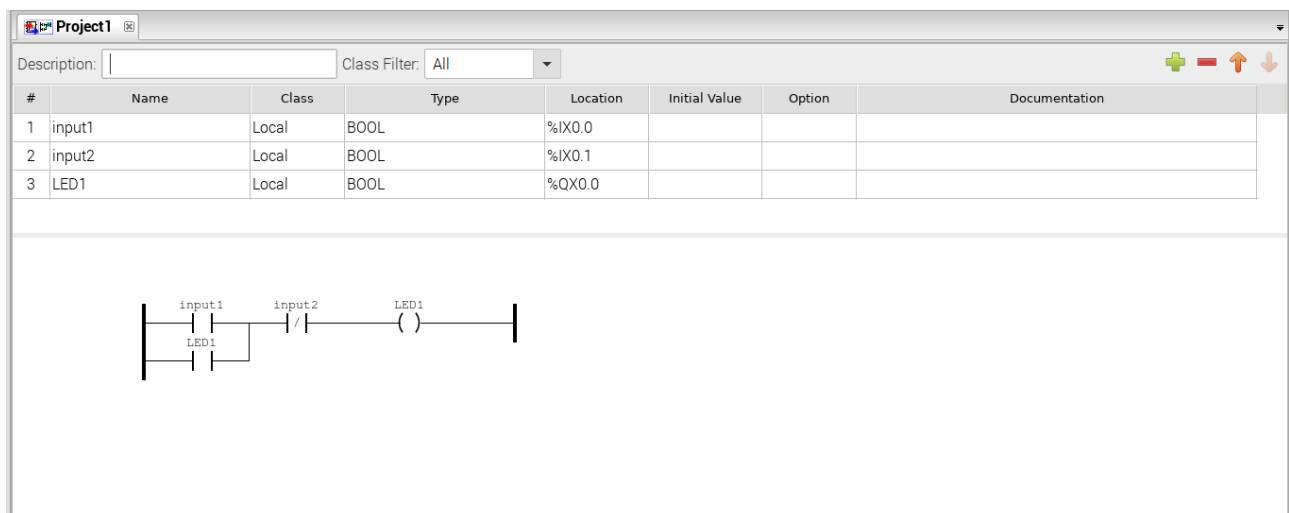 Project1
Description: Class Filter: All
# Name Class Type Location Initial Value Option Documentation
1 input1 Local BOOL %IX0.0
2 input2 Local BOOL %IX0.1
3 LED1 Local BOOL %QX0.0
input1 input2 LED1
LED1